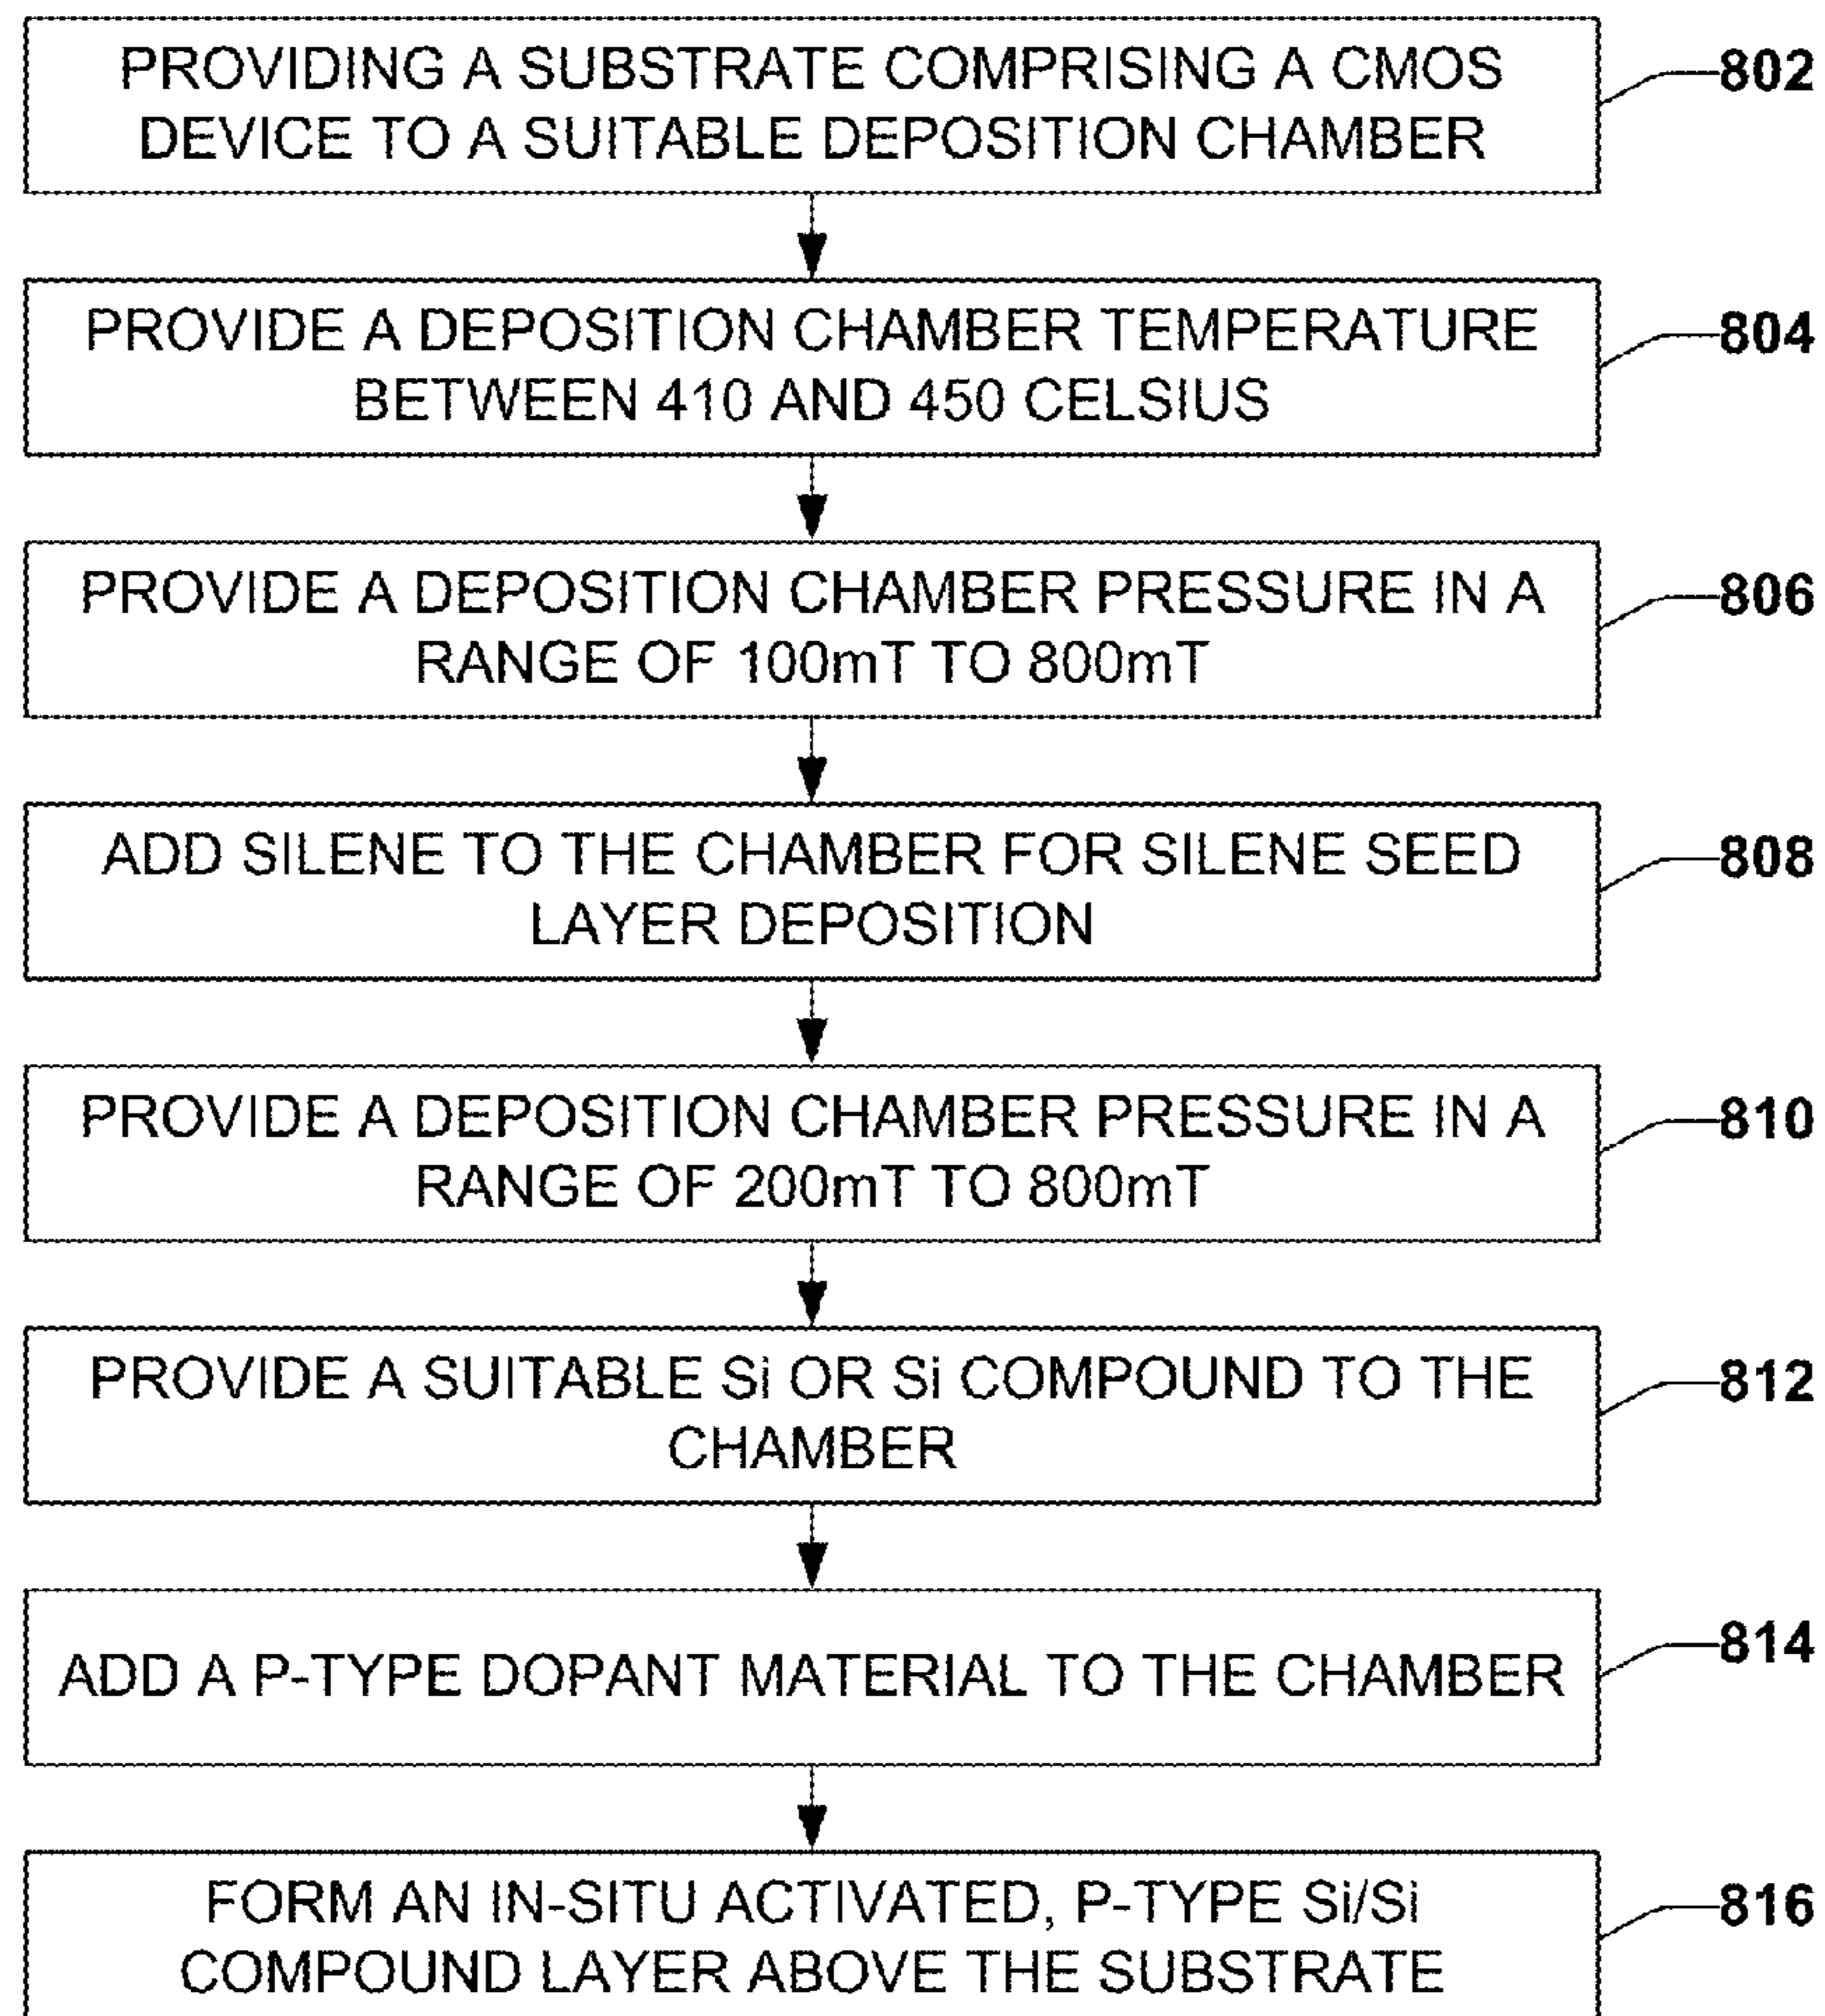 PROVIDING A SUBSTRATE COMPRISING A CMOS
DEVICE TO A SUITABLE DEPOSITION CHAMBER
802
PROVIDE A DEPOSITION CHAMBER TEMPERATURE
BETWEEN 410 AND 450 CELSIUS
804
PROVIDE A DEPOSITION CHAMBER PRESSURE IN A
RANGE OF 100mT TO 800mT
806
ADD SILENE TO THE CHAMBER FOR SILENE SEED
LAYER DEPOSITION
808
PROVIDE A DEPOSITION CHAMBER PRESSURE IN A
RANGE OF 200mT TO 800mT
810
PROVIDE A SUITABLE Si OR Si COMPOUND TO THE
CHAMBER
812
ADD A P-TYPE DOPANT MATERIAL TO THE CHAMBER
814
FORM AN IN-SITU ACTIVATED, P-TYPE Si/Si
COMPOUND LAYER ABOVE THE SUBSTRATE
816